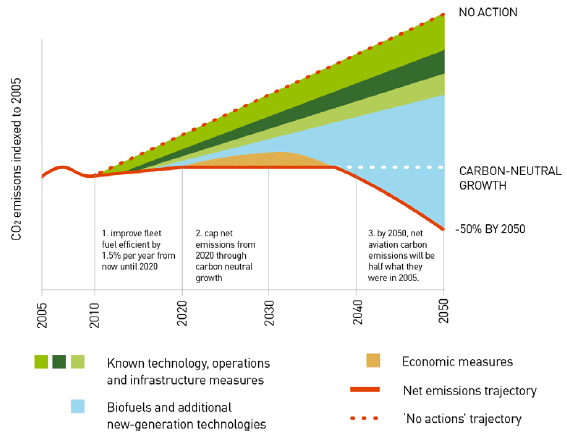 NO ACTION
CO2 emissions indexed to 2005
CARBON-NEUTRAL
GROWTH
-50% BY 2050
1. improve fleet
fuel efficient by
1.5% per year from
now until 2020
2. cap net
emissions from
2020 through
carbon neutral
growth
3. by 2050, net
aviation carbon
emissions will be
half what they
were in 2005.
2005
2010
2020
2030
2040
2050
Known technology, operations
and infrastructure measures
Biofuels and additional
new-generation technologies
Economic measures
Net emissions trajectory
‘No actions’ trajectory